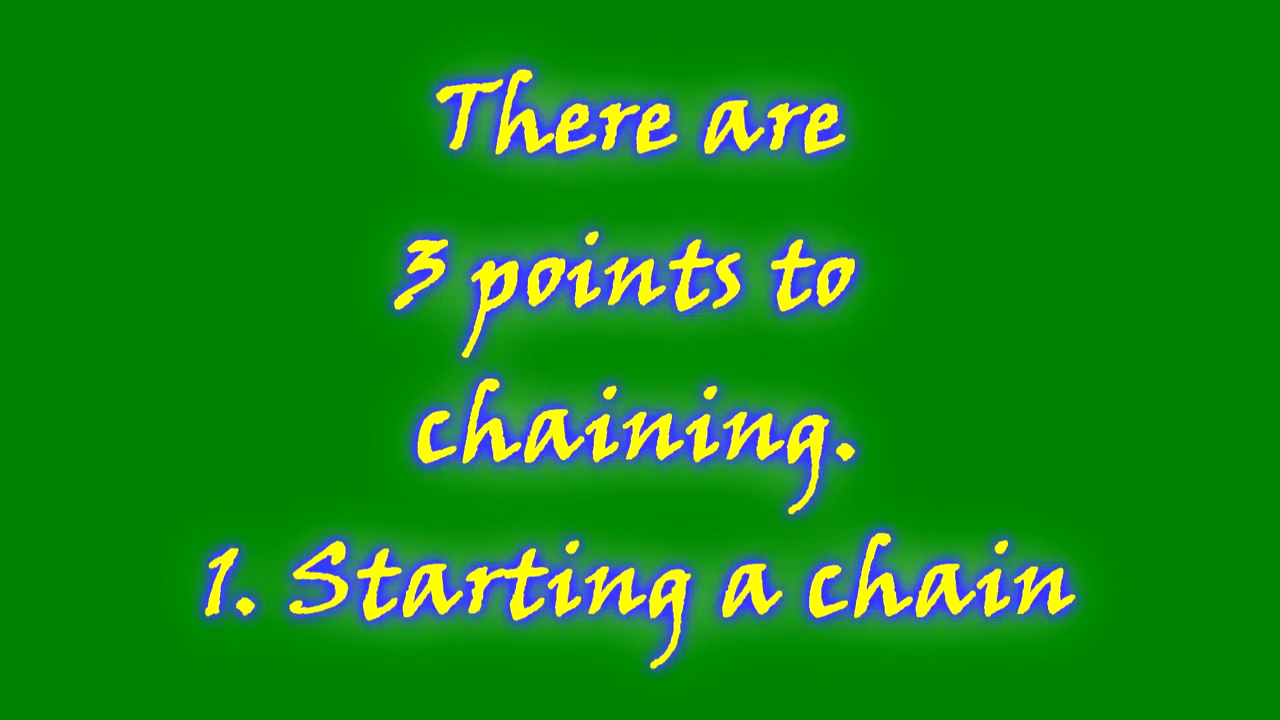 There are
3 points to
chaining.
1. Starting a chain